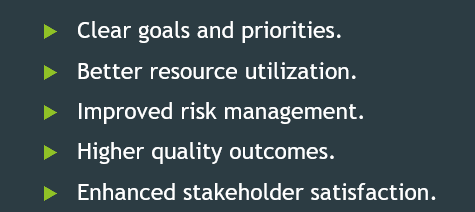 Clear goals and priorities.
Better resource utilization.
Improved risk management.
Higher quality outcomes.
Enhanced stakeholder satisfaction.